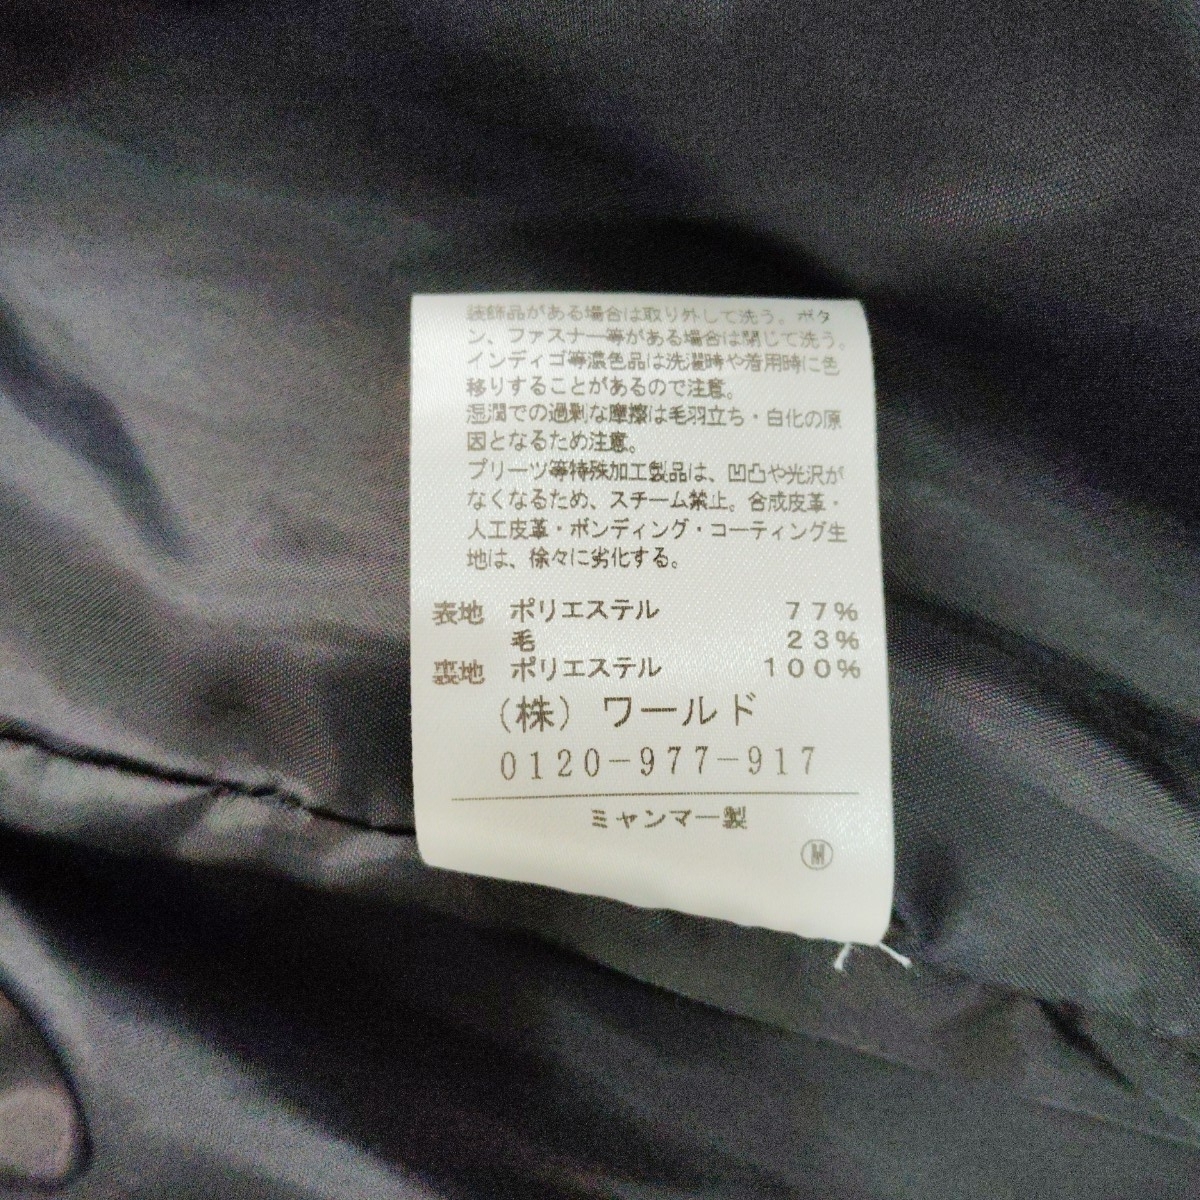 装飾品がある場合は取り外して洗う。ボタ
ン、ファスナー等がある場合は閉じて洗う。
インディゴ等濃色品は洗濯時や着用時に色
移りすることがあるので注意。
湿潤での過剰な摩擦は毛羽立ち・白化の原
因となるため注意。
プリーツ等特殊加工製品は、凹凸や光沢が
なくなるため、スチーム禁止。合成皮革・
人工皮革・ボンディング・コーティング生
地は、徐々に劣化する。
表地 ポリエステル 77%
毛 23%
裏地 ポリエステル 100%
(株) ワールド
0120-977-917
ミャンマー製